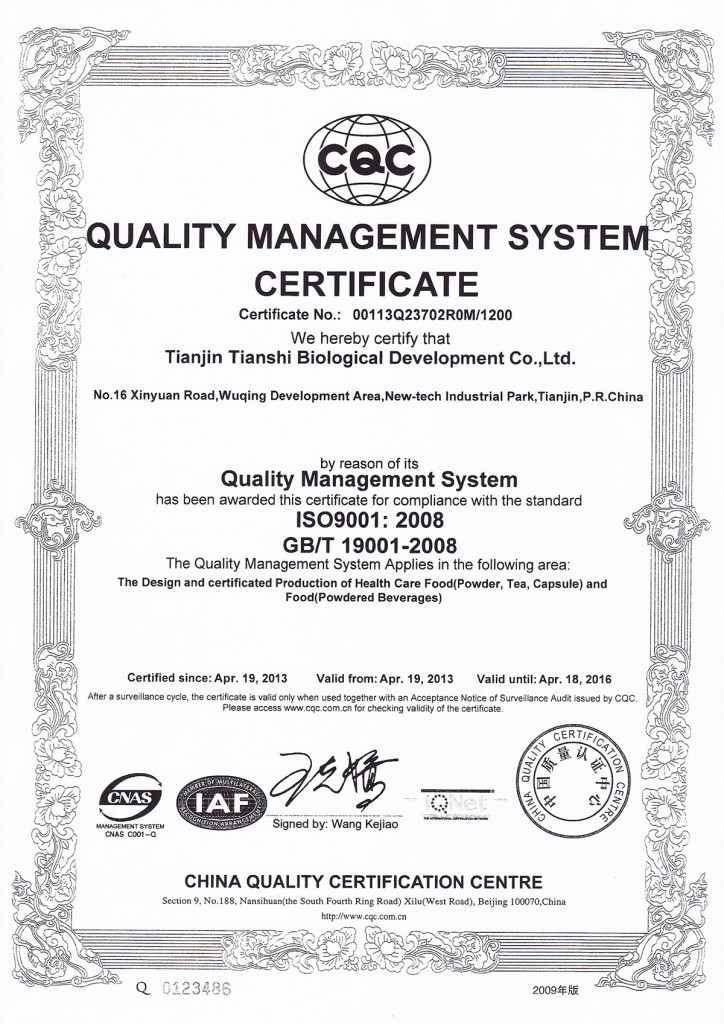 CQC
QUALITY MANAGEMENT SYSTEM
CERTIFICATE
Certificate No.: 00113Q23702R0M/1200
We hereby certify that
Tianjin Tianshi Biological Development Co.,Ltd.
No.16 Xinyuan Road,Wuqing Development Area,New-tech Industrial Park,Tianjin,P.R.China
by reason of its
Quality Management System
has been awarded this certificate for compliance with the standard
ISO9001: 2008
GB/T 19001-2008
The Quality Management System Applies in the following area:
The Design and certificated Production of Health Care Food(Powder, Tea, Capsule) and
Food(Powdered Beverages)
Certified since: Apr. 19, 2013 Valid from: Apr. 19, 2013 Valid until: Apr. 18, 2016
After a surveillance cycle, the certificate is valid only when used together with an Acceptance Notice of Surveillance Audit issued by CQC.
Please access www.cqc.com.cn for checking validity of the certificate.
CNAS
MANAGEMENT SYSTEM
CNAS C001-Q
MEMBER OF MULTILATERAL
IAF
RECOGNITION ARRANGEMENT
Signed by: Wang Kejiao
IQNet
THE INTERNATIONAL CERTIFICATION NETWORK
CHINA QUALITY CERTIFICATION CENTRE
中国质量认证中心
CHINA QUALITY CERTIFICATION CENTRE
Section 9, No.188, Nansihuan(the South Fourth Ring Road) Xilu(West Road), Beijing 100070,China
http://www.cqc.com.cn
Q 0123486
2009年版